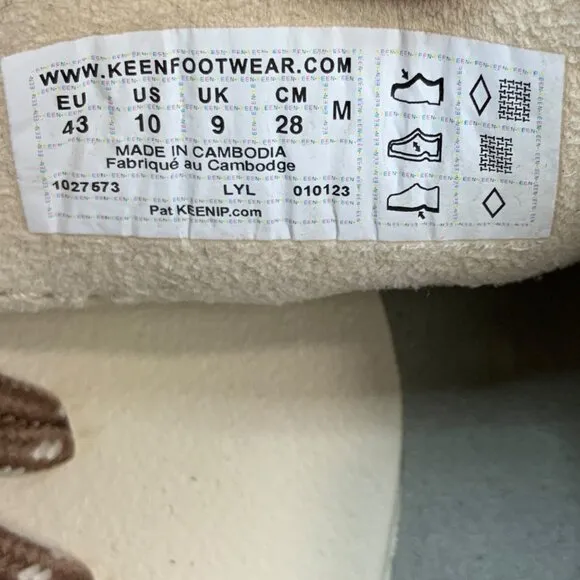 WWW.KEENFOOTWEAR.COM
EU US UK CM M
43 10 9 28
MADE IN CAMBODIA
Fabriqué au Cambodge
1027573 LYL 010123
Pat KEENIP.com